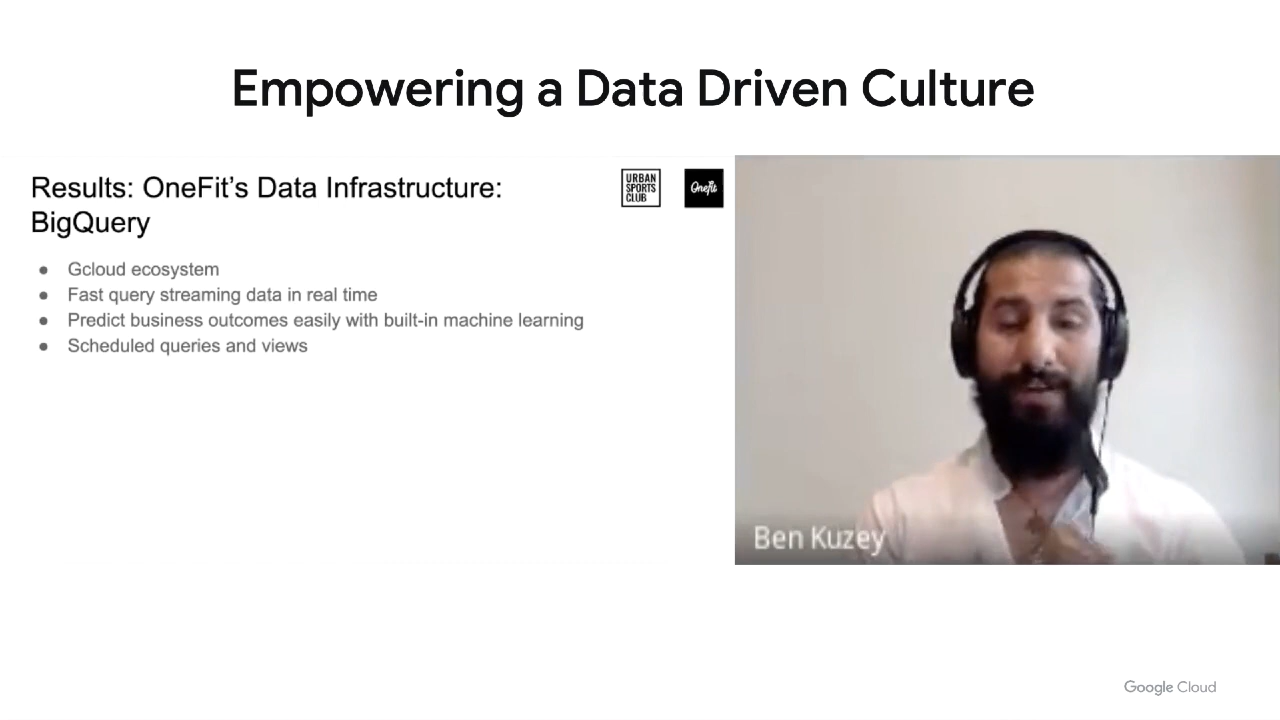 Empowering a Data Driven Culture
Results: OneFit's Data Infrastructure:
BigQuery
URBAN
SPORTS
CLUB
Onefit
● Gcloud ecosystem
● Fast query streaming data in real time
● Predict business outcomes easily with built-in machine learning
● Scheduled queries and views
Ben Kuzey
Google Cloud